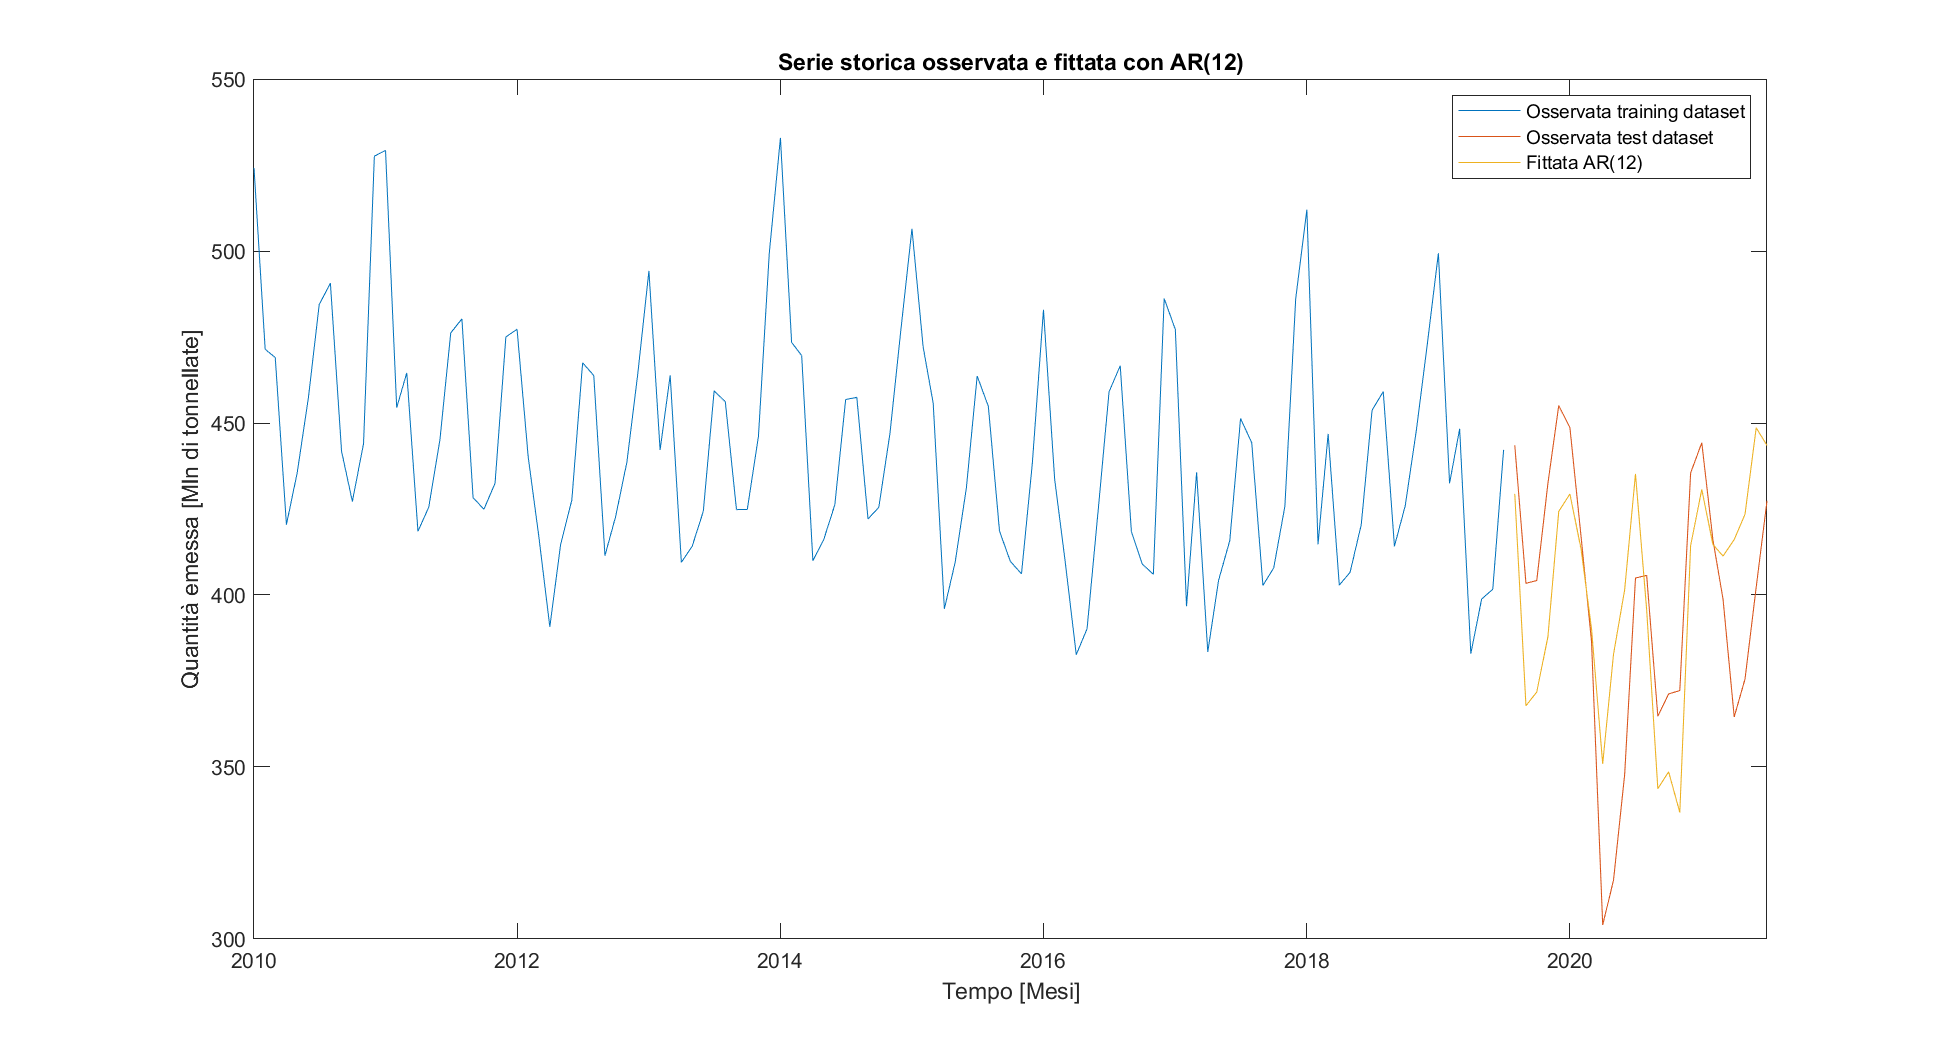 Serie storica osservata e fittata con AR(12)
550
500
450
400
350
300
Quantità emessa [Mln di tonnellate]
Osservata training dataset
Osservata test dataset
Fittata AR(12)
2010 2012 2014 2016 2018 2020
Tempo [Mesi]